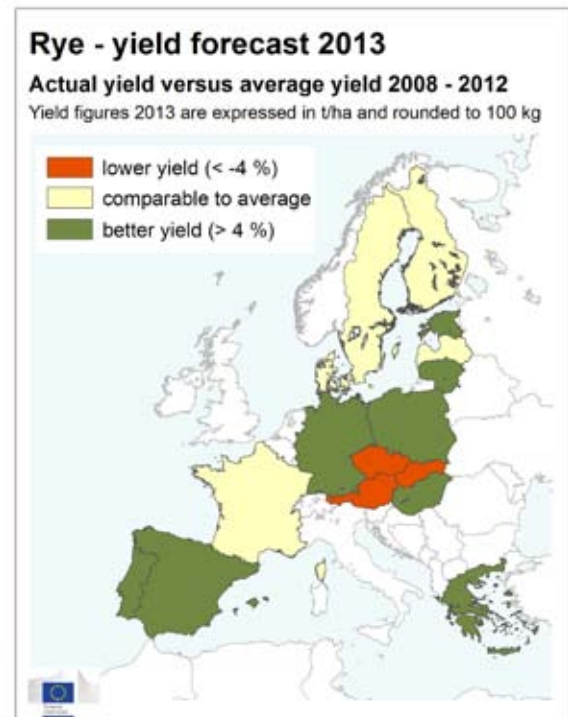 Rye - yield forecast 2013
Actual yield versus average yield 2008 - 2012
Yield figures 2013 are expressed in t/ha and rounded to 100 kg
lower yield (< -4 %)
comparable to average
better yield (> 4 %)